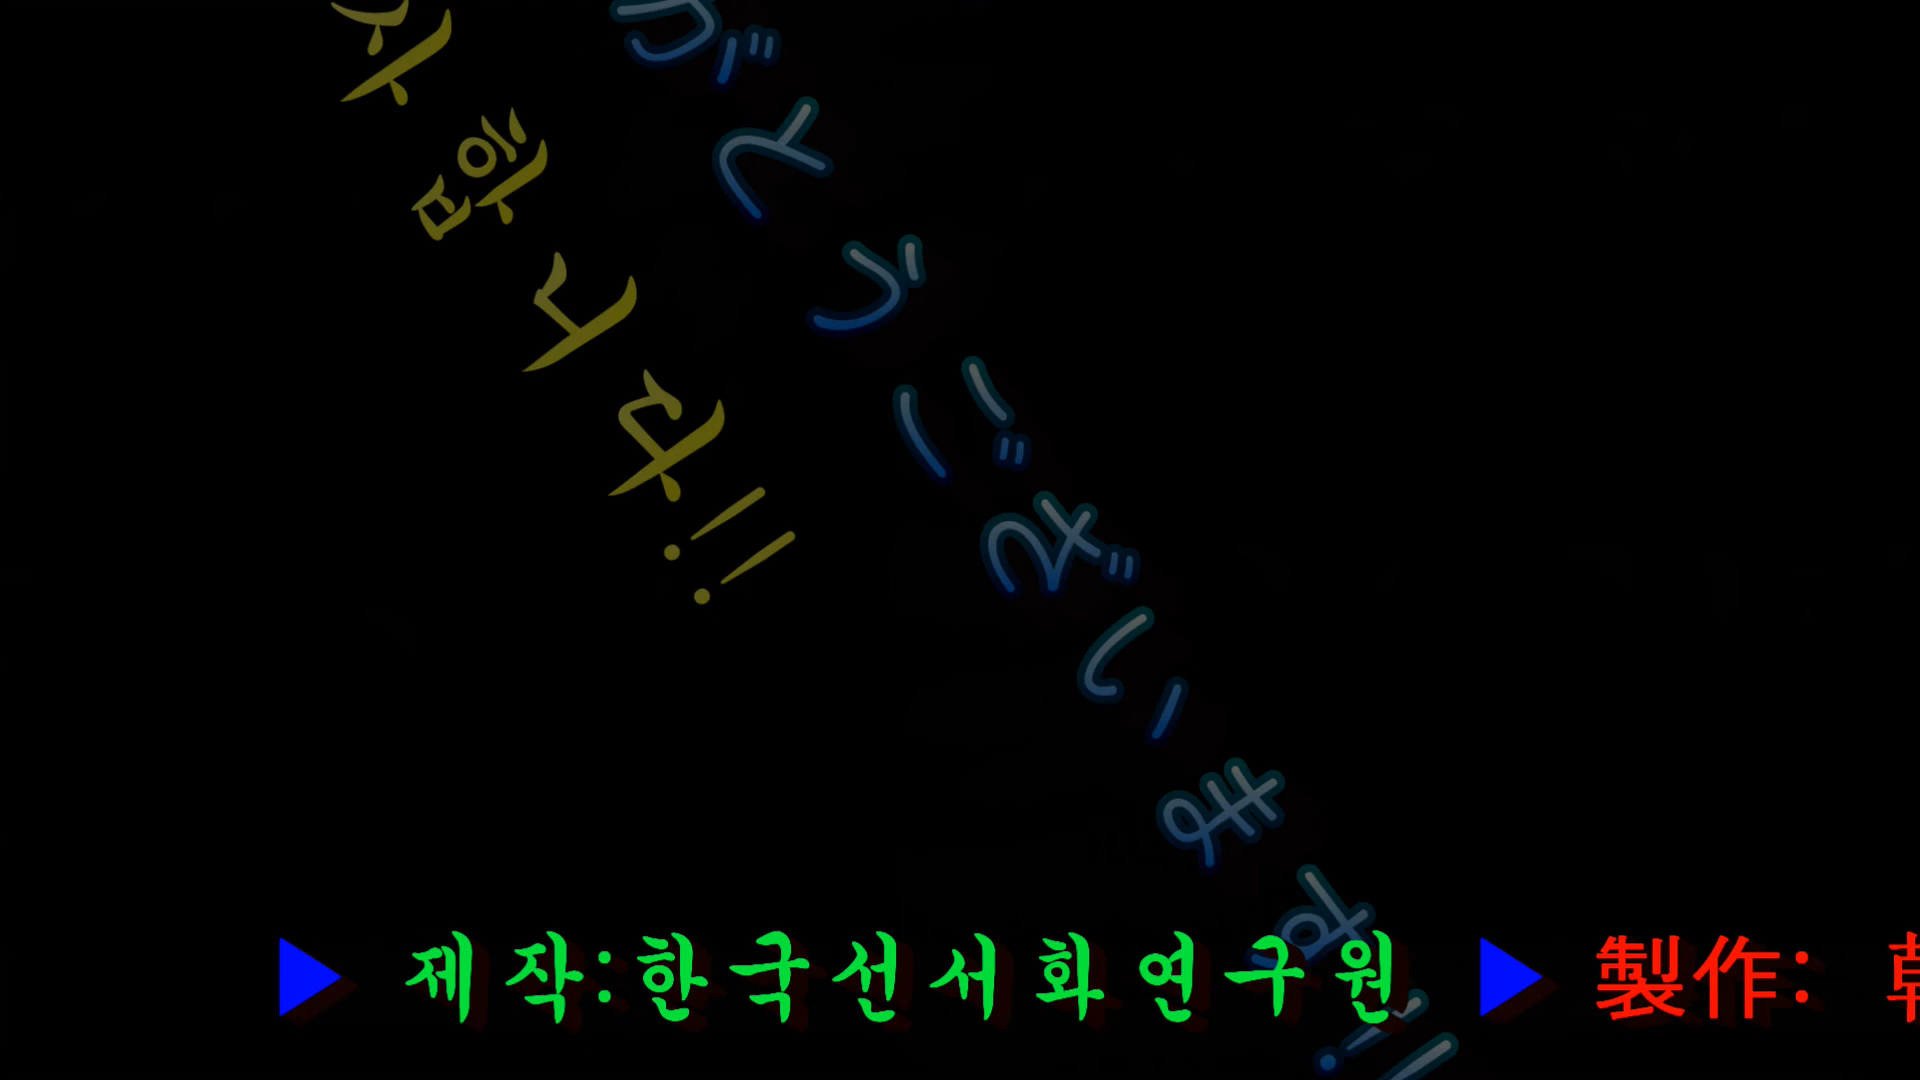 사합니다!!
がとうございます!!
▶ 제작:한국선서화연구원 ▶ 製作: